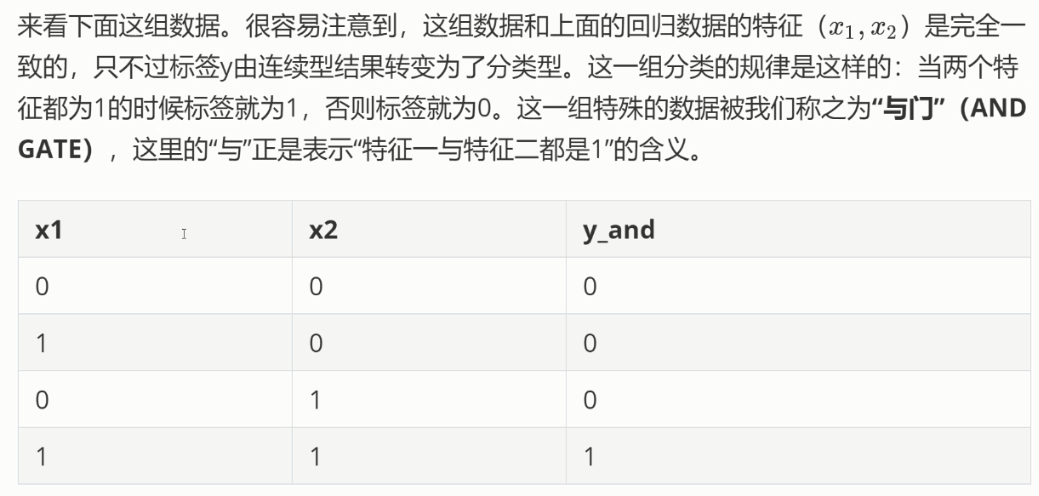 来看下面这组数据。很容易注意到，这组数据和上面的回归数据的特征（x₁, x₂）是完全一
致的，只不过标签y由连续型结果转变为了分类型。这一组分类的规律是这样的：当两个特
征都为1的时候标签就为1，否则标签就为0。这一组特殊的数据被我们称之为“与门”（AND
GATE），这里的“与”正是表示“特征一与特征二都是1”的含义。
x1 x2 y_and
0 0 0
1 0 0
0 1 0
1 1 1